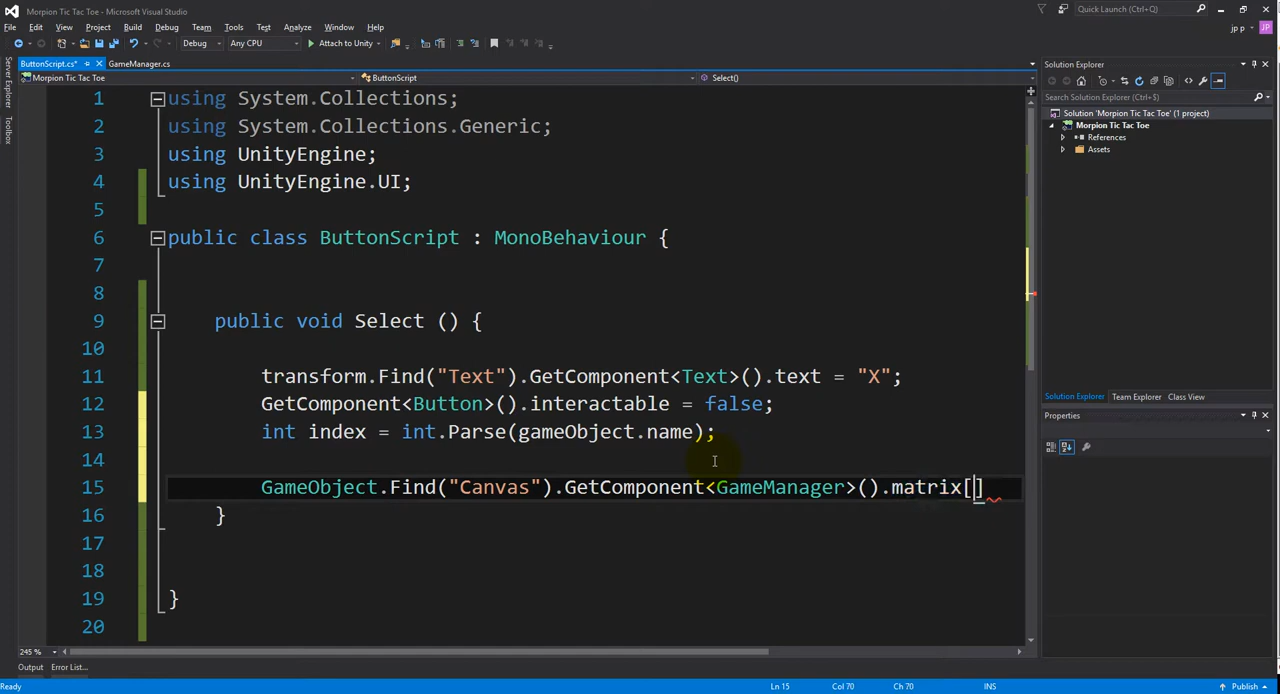 Morpion Tic Tac Toe - Microsoft Visual Studio
Quick Launch (Ctrl+Q)
File Edit View Project Build Debug Team Tools Test Analyze Window Help
jp p JP
Debug Any CPU Attach to Unity
ButtonScript.cs* GameManager.cs
Solution Explorer
Morpion Tic Tac Toe ButtonScript Select()
Server Explorer
Toolbox
Search Solution Explorer (Ctrl+$)
Solution 'Morpion Tic Tac Toe' (1 project)
Morpion Tic Tac Toe
References
Assets
1 using System.Collections;
2 using System.Collections.Generic;
3 using UnityEngine;
4 using UnityEngine.UI;
5
6 public class ButtonScript : MonoBehaviour {
7
8
9 public void Select () {
10
11 transform.Find("Text").GetComponent<Text>().text = "X";
12 GetComponent<Button>().interactable = false;
13 int index = int.Parse(gameObject.name);
14
15 GameObject.Find("Canvas").GetComponent<GameManager>().matrix[]
16 }
17
18
19 }
20
Solution Explorer Team Explorer Class View
Properties
245 %
Output Error List...
Ready Ln 15 Col 70 Ch 70 INS Publish